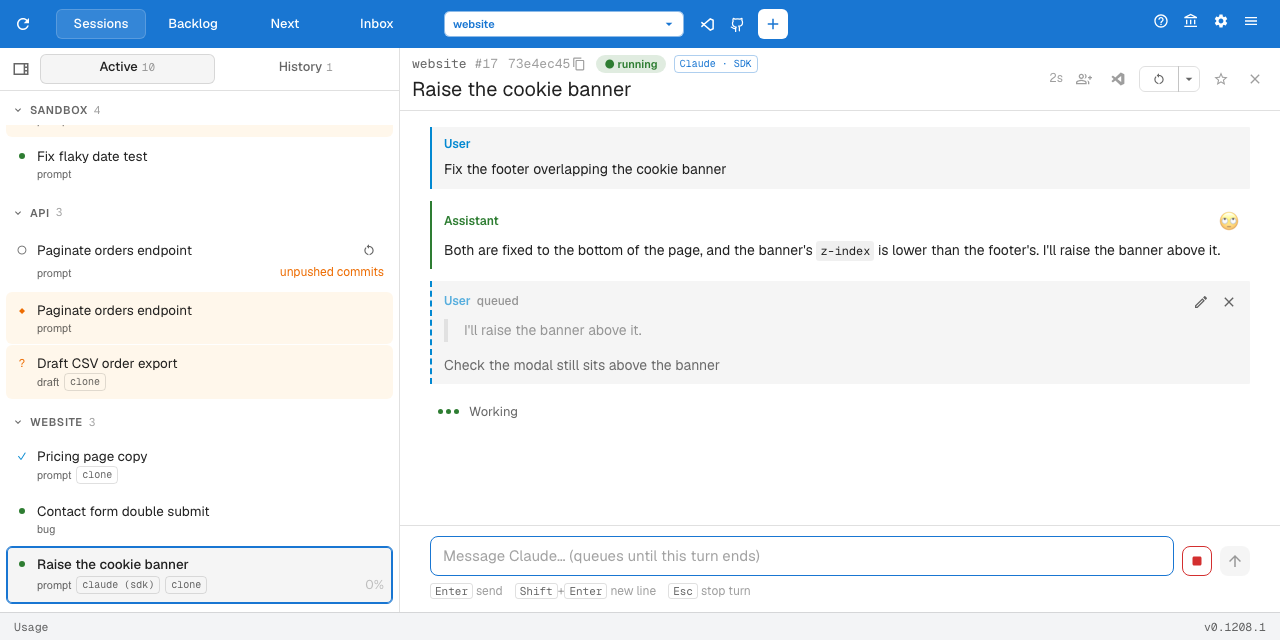 Sessions
Backlog
Next
Inbox
website
Active 10
History 1
SANDBOX 4
Fix flaky date test
prompt
API 3
Paginate orders endpoint
prompt
unpushed commits
Paginate orders endpoint
prompt
Draft CSV order export
draft clone
WEBSITE 3
Pricing page copy
prompt clone
Contact form double submit
bug
Raise the cookie banner
prompt claude (sdk) clone 0%
website #17 73e4ec45 running Claude · SDK
Raise the cookie banner
2s
User
Fix the footer overlapping the cookie banner
Assistant
Both are fixed to the bottom of the page, and the banner's z-index is lower than the footer's. I'll raise the banner above it.
User queued
I'll raise the banner above it.
Check the modal still sits above the banner
Working
Message Claude… (queues until this turn ends)
Enter send Shift+Enter new line Esc stop turn
Usage
v0.1208.1